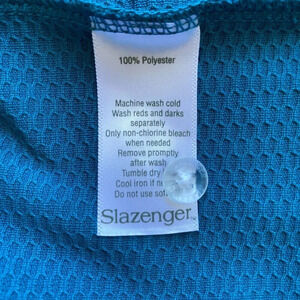 100% Polyester
Machine wash cold
Wash reds and darks
separately
Only non-chlorine bleach
when needed
Remove promptly
after wash
Tumble dry
Cool iron if
Do not use
Slazenger